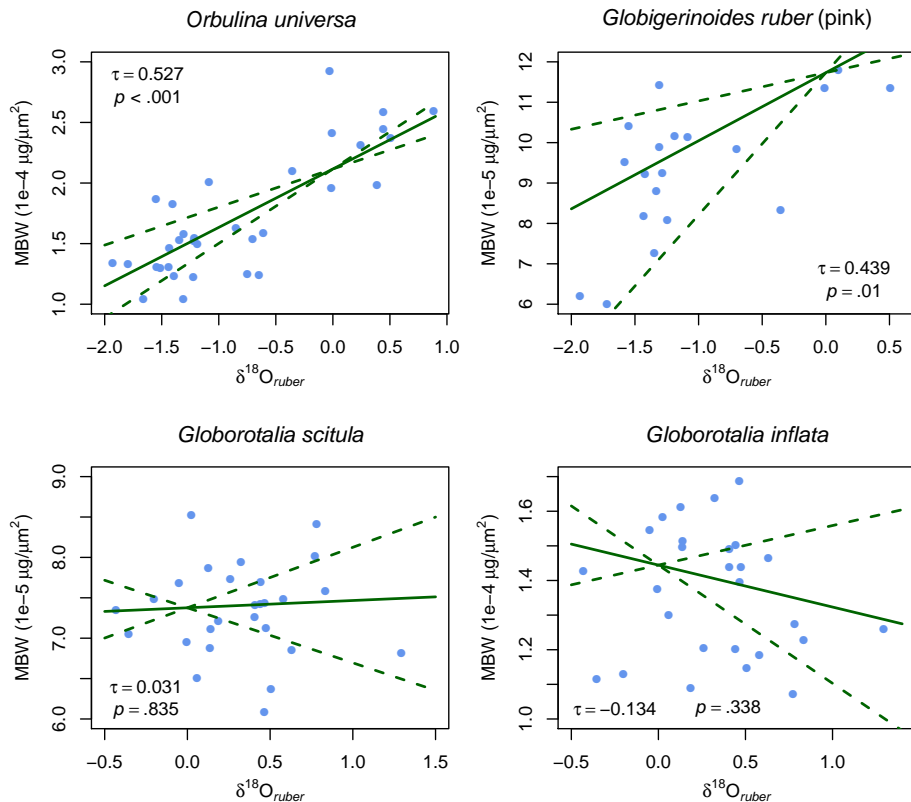 Orbulina universa
τ = 0.527
p < .001
MBW (1e−4 μg/μm²)
3.0
2.5
2.0
1.5
1.0
−2.0 −1.5 −1.0 −0.5 0.0 0.5 1.0
δ¹⁸Oruber
Globigerinoides ruber (pink)
MBW (1e−5 μg/μm²)
12
11
10
9
8
7
6
τ = 0.439
p = .01
−2.0 −1.5 −1.0 −0.5 0.0 0.5
δ¹⁸Oruber
Globorotalia scitula
MBW (1e−5 μg/μm²)
9.0
8.0
7.0
6.0
τ = 0.031
p = .835
−0.5 0.0 0.5 1.0 1.5
δ¹⁸Oruber
Globorotalia inflata
MBW (1e−4 μg/μm²)
1.6
1.4
1.2
1.0
τ = −0.134 p = .338
−0.5 0.0 0.5 1.0
δ¹⁸Oruber